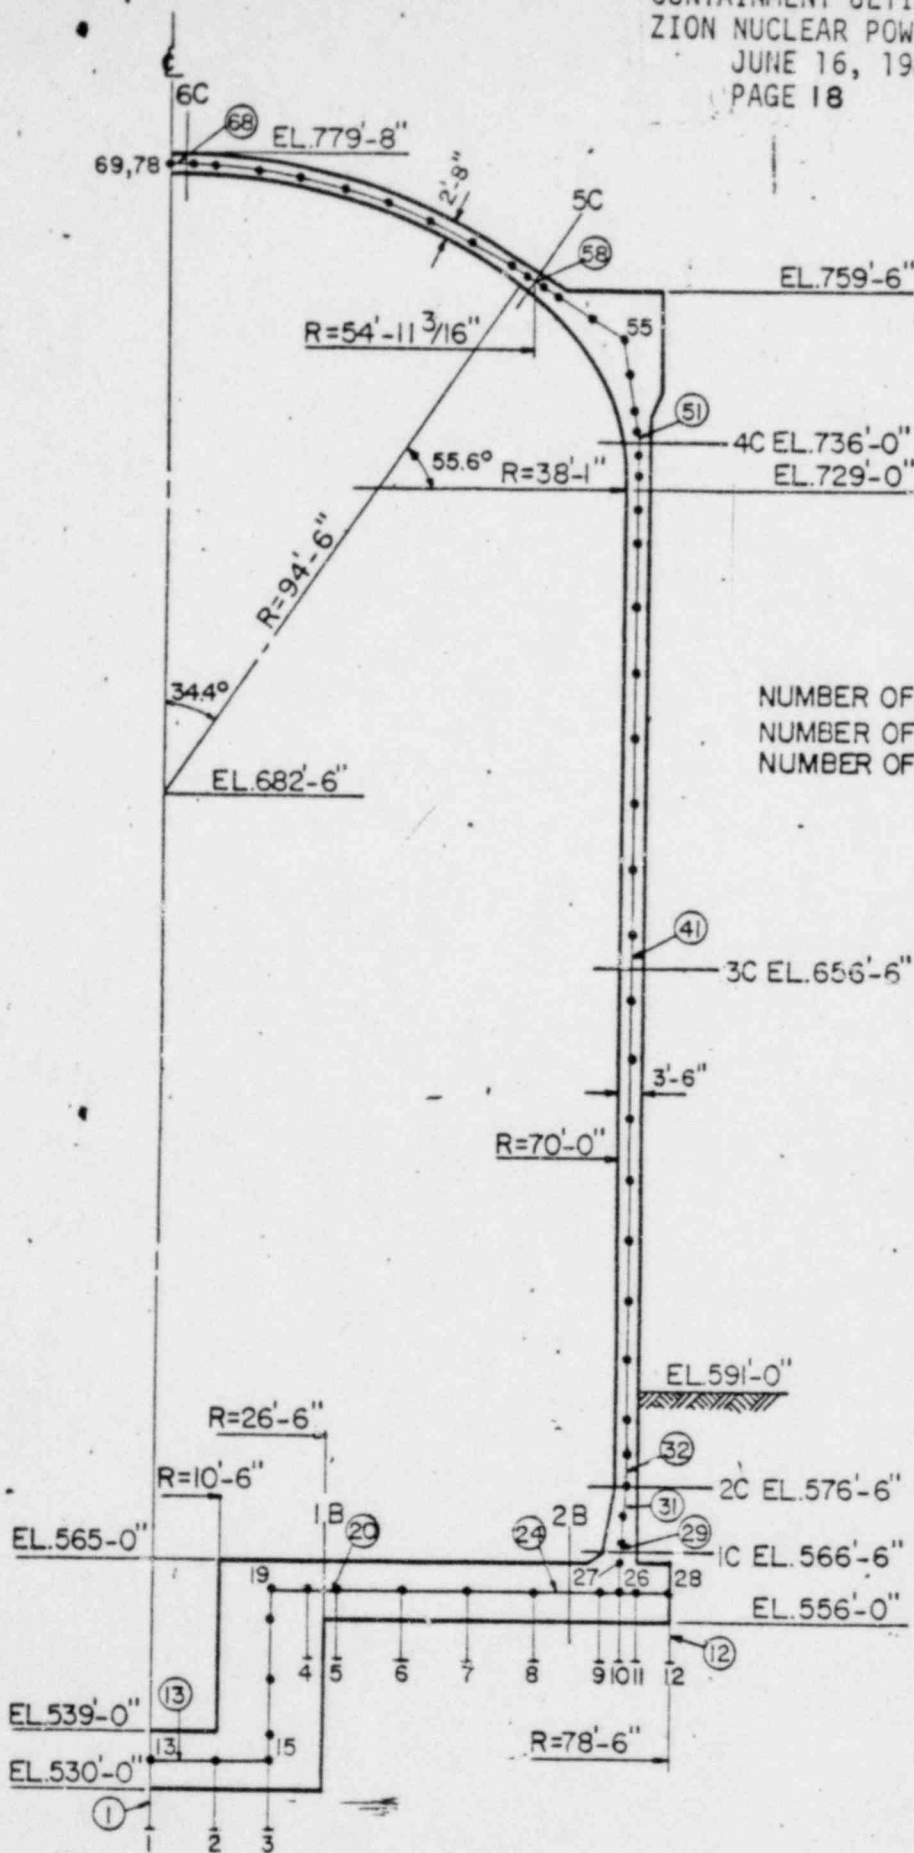 ZION NUCLEAR POW
JUNE 16, 19
PAGE 18
℄
6C
68
EL.779'-8"
69,78
2'-8"
5C
58
EL.759'-6"
R=54'-11 3/16"
55
51
4C EL.736'-0"
55.6°
R=38'-1"
EL.729'-0"
R=94'-6"
34.4°
NUMBER OF
NUMBER OF
NUMBER OF
EL.682'-6"
41
3C EL.656'-6"
3'-6"
R=70'-0"
EL.591'-0"
R=26'-6"
32
R=10'-6"
2C EL.576'-6"
31
1B
20
24
2B
29
EL.565'-0"
1C EL.566'-6"
19
27
26
28
EL.556'-0"
4
5
6
7
8
9
10
11
12
12
13
EL.539'-0"
13
15
R=78'-6"
EL.530'-0"
1
1
2
3